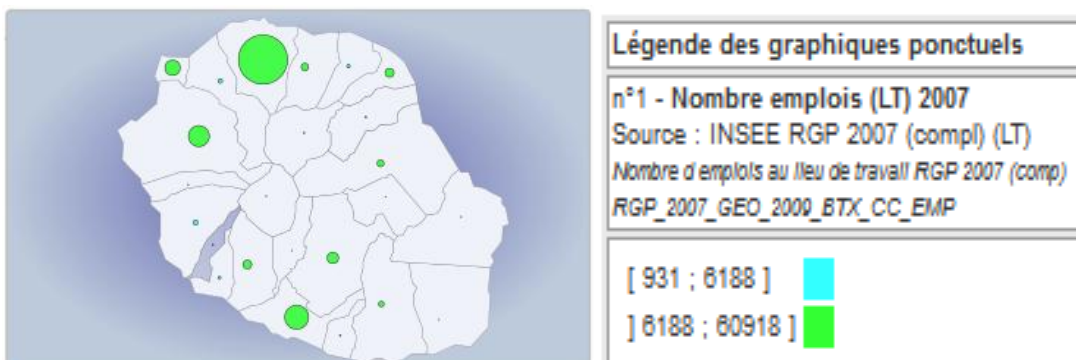 Légende des graphiques ponctuels
n°1 - Nombre emplois (LT) 2007
Source : INSEE RGP 2007 (compl) (LT)
Nombre d emplois au lieu de travail RGP 2007 (comp)
RGP_2007_GEO_2009_BTX_CC_EMP
[ 931 ; 6188 ]
] 6188 ; 60918 ]